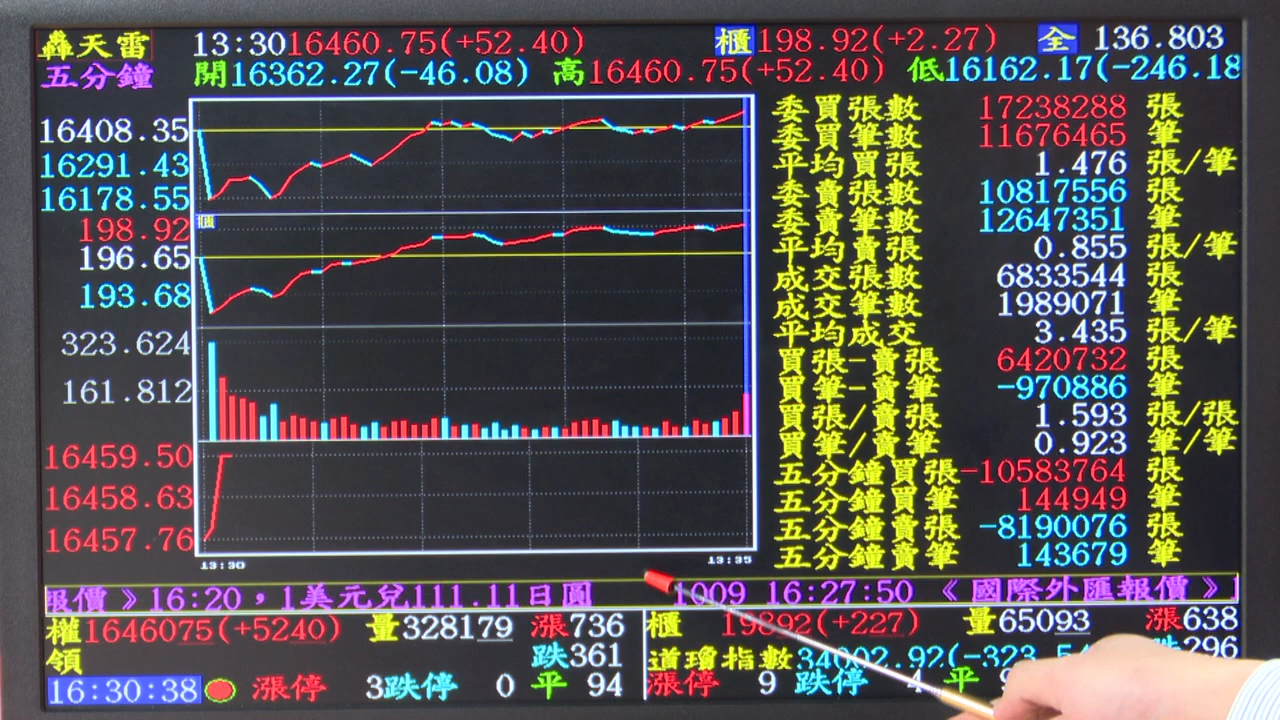 轟天雷 13:30 16460.75(+52.40) 櫃 198.92(+2.27) 全 136.803
五分鐘 開16362.27(-46.08) 高16460.75(+52.40) 低16162.17(-246.18
16408.35
16291.43
16178.55
198.92
196.65
193.68
323.624
161.812
16459.50
16458.63
16457.76
櫃
13:30 13:35
委買張數 17238288 張
委買筆數 11676465 筆
平均買張 1.476 張/筆
委賣張數 10817556 張
委賣筆數 12647351 筆
平均賣張 0.855 張/筆
成交張數 6833544 張
成交筆數 1989071 筆
平均成交 3.435 張/筆
買張-賣張 6420732 張
買筆-賣筆 -970886 筆
買張/賣張 1.593 張/張
買筆/賣筆 0.923 筆/筆
五分鐘買張 -10583764 張
五分鐘買筆 144949 筆
五分鐘賣張 -8190076 張
五分鐘賣筆 143679 筆
報價》16:20，1美元兌111.11日圓 1009 16:27:50 《國際外匯報價》
權1646075(+5240) 量328179 漲736 櫃 19892(+227) 量65093 漲638
領 跌361 道瓊指數34002.92(-323.54 跌296
16:30:38 漲停 3跌停 0 平 94 漲停 9 跌停 4 平